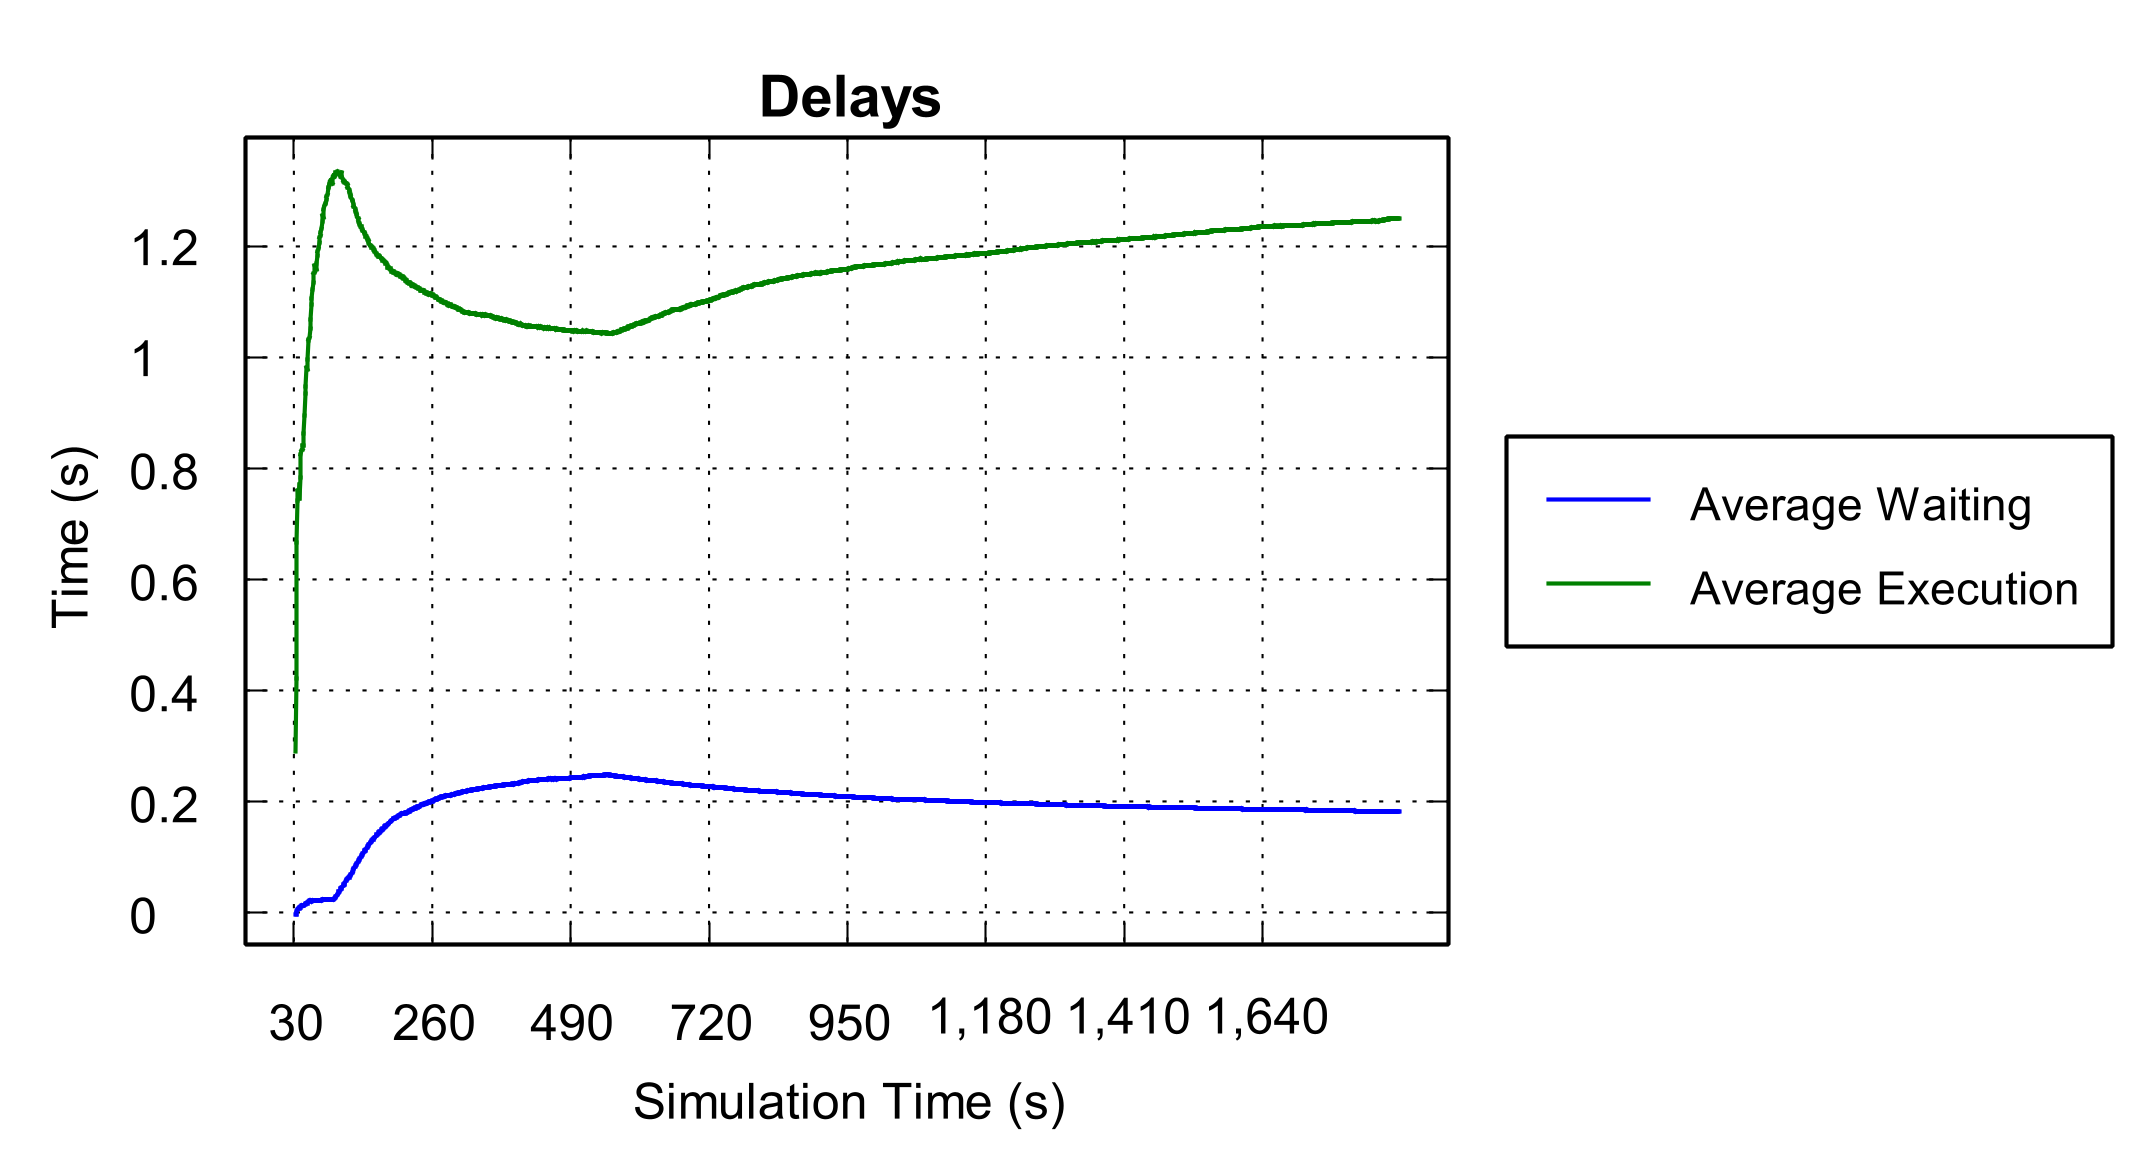 Delays
1.2
1
0.8
0.6
0.4
0.2
0
Time (s)
30 260 490 720 950 1,180 1,410 1,640
Simulation Time (s)
Average Waiting
Average Execution